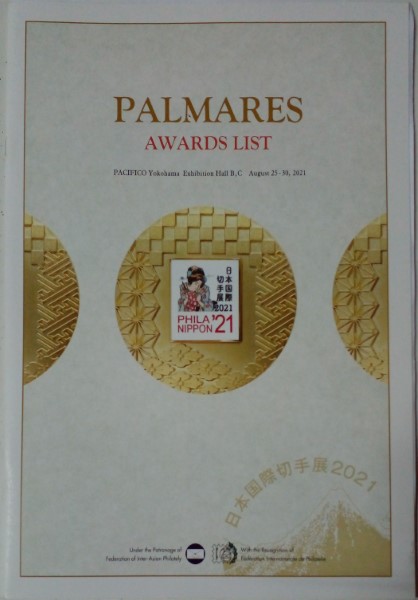 PALMARES
AWARDS LIST
PACIFICO Yokohama Exhibition Hall B, C August 25-30, 2021
日本国際
切手展
2021
PHILA
NIPPON '21
日本国際切手展2021
Under the Patronage of
Federation of Inter-Asian Philately
With the Recognition of
Fédération Internationale de Philatélie